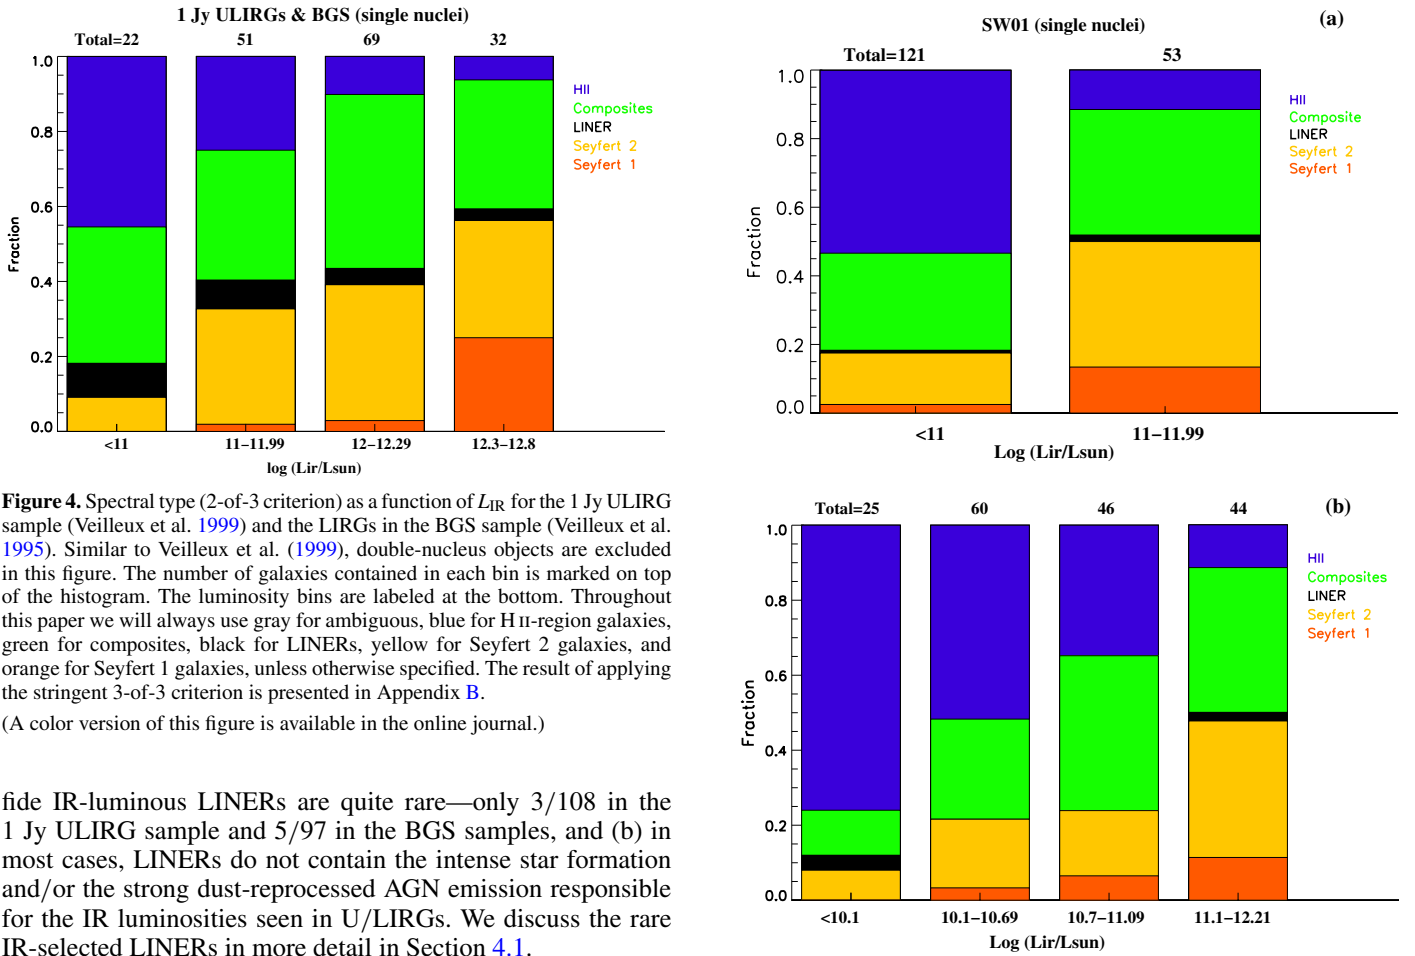 1 Jy ULIRGs & BGS (single nuclei)
Total=22 51 69 32
1.0
0.8
0.6
0.4
0.2
0.0
Fraction
HII
Composites
LINER
Seyfert 2
Seyfert 1
<11 11−11.99 12−12.29 12.3−12.8
log (Lir/Lsun)
Figure 4. Spectral type (2-of-3 criterion) as a function of LIR for the 1 Jy ULIRG
sample (Veilleux et al. 1999) and the LIRGs in the BGS sample (Veilleux et al.
1995). Similar to Veilleux et al. (1999), double-nucleus objects are excluded
in this figure. The number of galaxies contained in each bin is marked on top
of the histogram. The luminosity bins are labeled at the bottom. Throughout
this paper we will always use gray for ambiguous, blue for H II-region galaxies,
green for composites, black for LINERs, yellow for Seyfert 2 galaxies, and
orange for Seyfert 1 galaxies, unless otherwise specified. The result of applying
the stringent 3-of-3 criterion is presented in Appendix B.
(A color version of this figure is available in the online journal.)
fide IR-luminous LINERs are quite rare—only 3/108 in the
1 Jy ULIRG sample and 5/97 in the BGS samples, and (b) in
most cases, LINERs do not contain the intense star formation
and/or the strong dust-reprocessed AGN emission responsible
for the IR luminosities seen in U/LIRGs. We discuss the rare
IR-selected LINERs in more detail in Section 4.1.
SW01 (single nuclei)
(a)
Total=121 53
1.0
0.8
0.6
0.4
0.2
0.0
Fraction
HII
Composite
LINER
Seyfert 2
Seyfert 1
<11 11−11.99
Log (Lir/Lsun)
Total=25 60 46 44
(b)
1.0
0.8
0.6
0.4
0.2
0.0
Fraction
HII
Composites
LINER
Seyfert 2
Seyfert 1
<10.1 10.1−10.69 10.7−11.09 11.1−12.21
Log (Lir/Lsun)